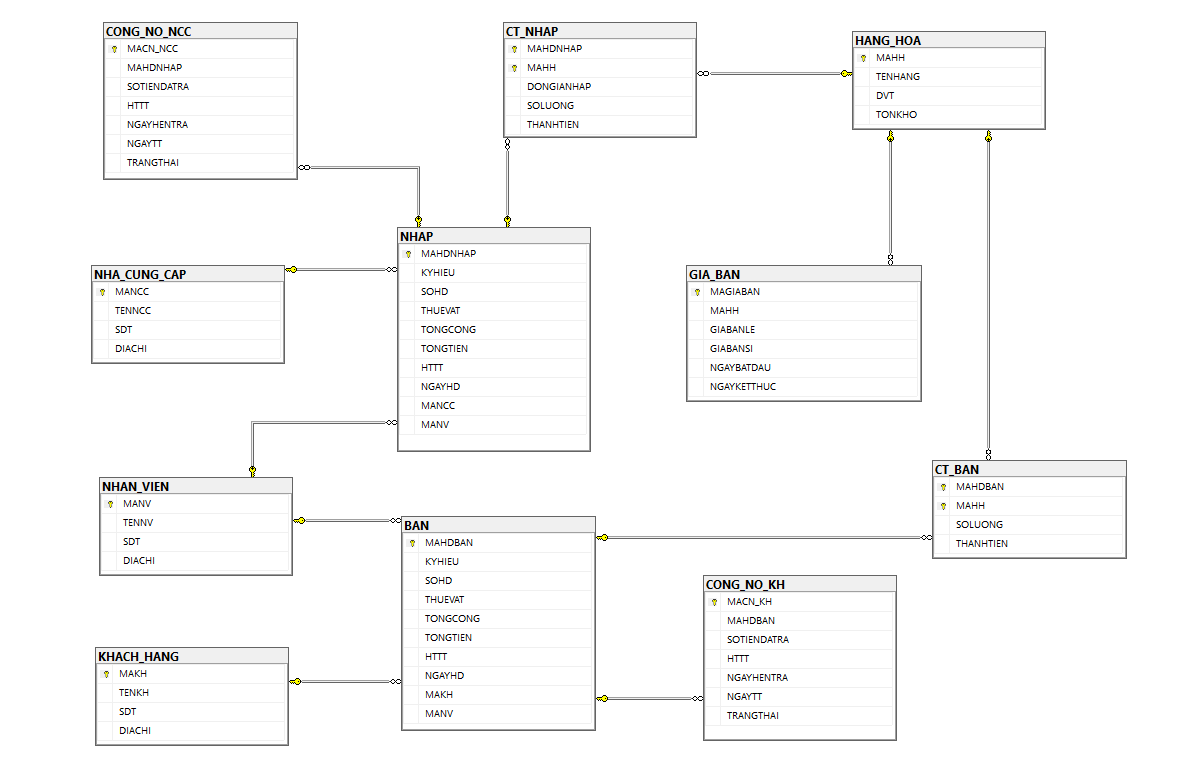 CONG_NO_NCC
MACN_NCC
MAHDNHAP
SOTIENDATRA
HTTT
NGAYHENTRA
NGAYTT
TRANGTHAI
CT_NHAP
MAHDNHAP
MAHH
DONGIANHAP
SOLUONG
THANHTIEN
HANG_HOA
MAHH
TENHANG
DVT
TONKHO
NHAP
MAHDNHAP
KYHIEU
SOHD
THUEVAT
TONGCONG
TONGTIEN
HTTT
NGAYHD
MANCC
MANV
NHA_CUNG_CAP
MANCC
TENNCC
SDT
DIACHI
GIA_BAN
MAGIABAN
MAHH
GIABANLE
GIABANSI
NGAYBATDAU
NGAYKETTHUC
NHAN_VIEN
MANV
TENNV
SDT
DIACHI
CT_BAN
MAHDBAN
MAHH
SOLUONG
THANHTIEN
BAN
MAHDBAN
KYHIEU
SOHD
THUEVAT
TONGCONG
TONGTIEN
HTTT
NGAYHD
MAKH
MANV
CONG_NO_KH
MACN_KH
MAHDBAN
SOTIENDATRA
HTTT
NGAYHENTRA
NGAYTT
TRANGTHAI
KHACH_HANG
MAKH
TENKH
SDT
DIACHI